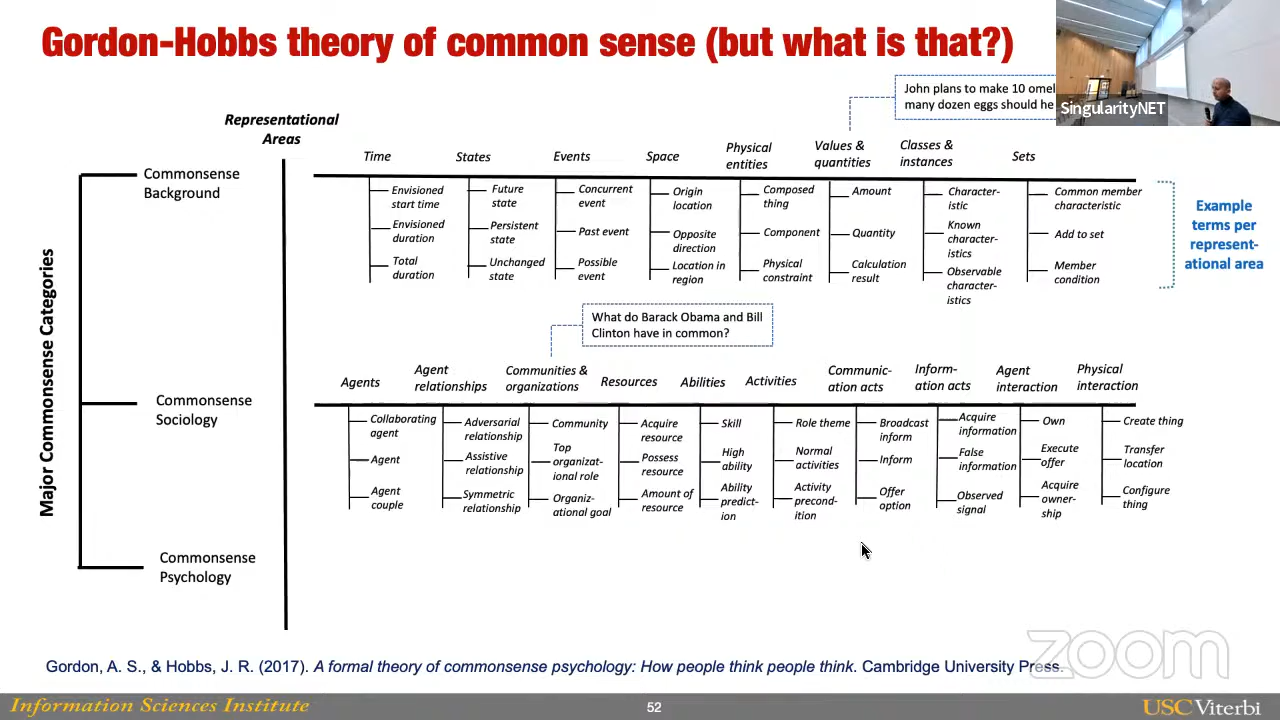 Gordon-Hobbs theory of common sense (but what is that?)
SingularityNET
John plans to make 10
many dozen eggs should he
Representational
Areas
Major Commonsense Categories
Commonsense
Background
Time
States
Events
Space
Physical
entities
Values &
quantities
Classes &
instances
Sets
Envisioned
start time
Envisioned
duration
Total
duration
Future
state
Persistent
state
Unchanged
state
Concurrent
event
Past event
Possible
event
Origin
location
Opposite
direction
Location in
region
Composed
thing
Component
Physical
constraint
Amount
Quantity
Calculation
result
Character-
istic
Known
character-
istics
Observable
character-
istics
Common member
characteristic
Add to set
Member
condition
Example
terms per
represent-
ational area
What do Barack Obama and Bill
Clinton have in common?
Commonsense
Sociology
Agents
Agent
relationships
Communities &
organizations
Resources
Abilities
Activities
Communic-
ation acts
Inform-
ation acts
Agent
interaction
Physical
interaction
Collaborating
agent
Agent
Agent
couple
Adversarial
relationship
Assistive
relationship
Symmetric
relationship
Community
Top
organizat-
ional role
Organiz-
ational goal
Acquire
resource
Possess
resource
Amount of
resource
Skill
High
ability
Ability
predict-
ion
Role theme
Normal
activities
Activity
precond-
ition
Broadcast
inform
Inform
Offer
option
Acquire
information
False
information
Observed
signal
Own
Execute
offer
Acquire
owner-
ship
Create thing
Transfer
location
Configure
thing
Commonsense
Psychology
zoom
Gordon, A. S., & Hobbs, J. R. (2017). A formal theory of commonsense psychology: How people think people think. Cambridge University Press.
Information Sciences Institute
52
USC Viterbi